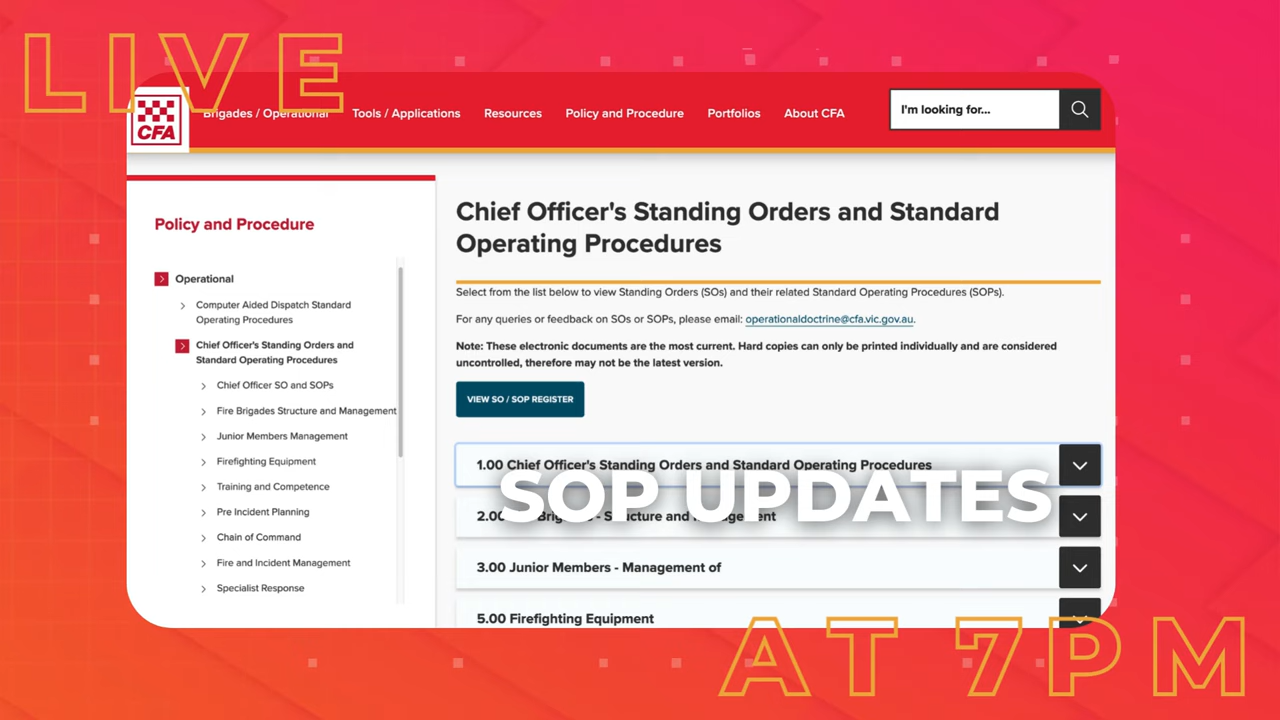 LIVE
CFA
Brigades / Operational
Tools / Applications
Resources
Policy and Procedure
Portfolios
About CFA
I'm looking for...
Policy and Procedure
Operational
Computer Aided Dispatch Standard
Operating Procedures
Chief Officer's Standing Orders and
Standard Operating Procedures
Chief Officer SO and SOPs
Fire Brigades Structure and Management
Junior Members Management
Firefighting Equipment
Training and Competence
Pre Incident Planning
Chain of Command
Fire and Incident Management
Specialist Response
Chief Officer's Standing Orders and Standard
Operating Procedures
Select from the list below to view Standing Orders (SOs) and their related Standard Operating Procedures (SOPs).
For any queries or feedback on SOs or SOPs, please email: operationaldoctrine@cfa.vic.gov.au.
Note: These electronic documents are the most current. Hard copies can only be printed individually and are considered
uncontrolled, therefore may not be the latest version.
VIEW SO / SOP REGISTER
1.00 Chief Officer's Standing Orders and Standard Operating Procedures
SOP UPDATES
2.00 Brigades - Structure and Management
3.00 Junior Members - Management of
5.00 Firefighting Equipment
AT 7PM